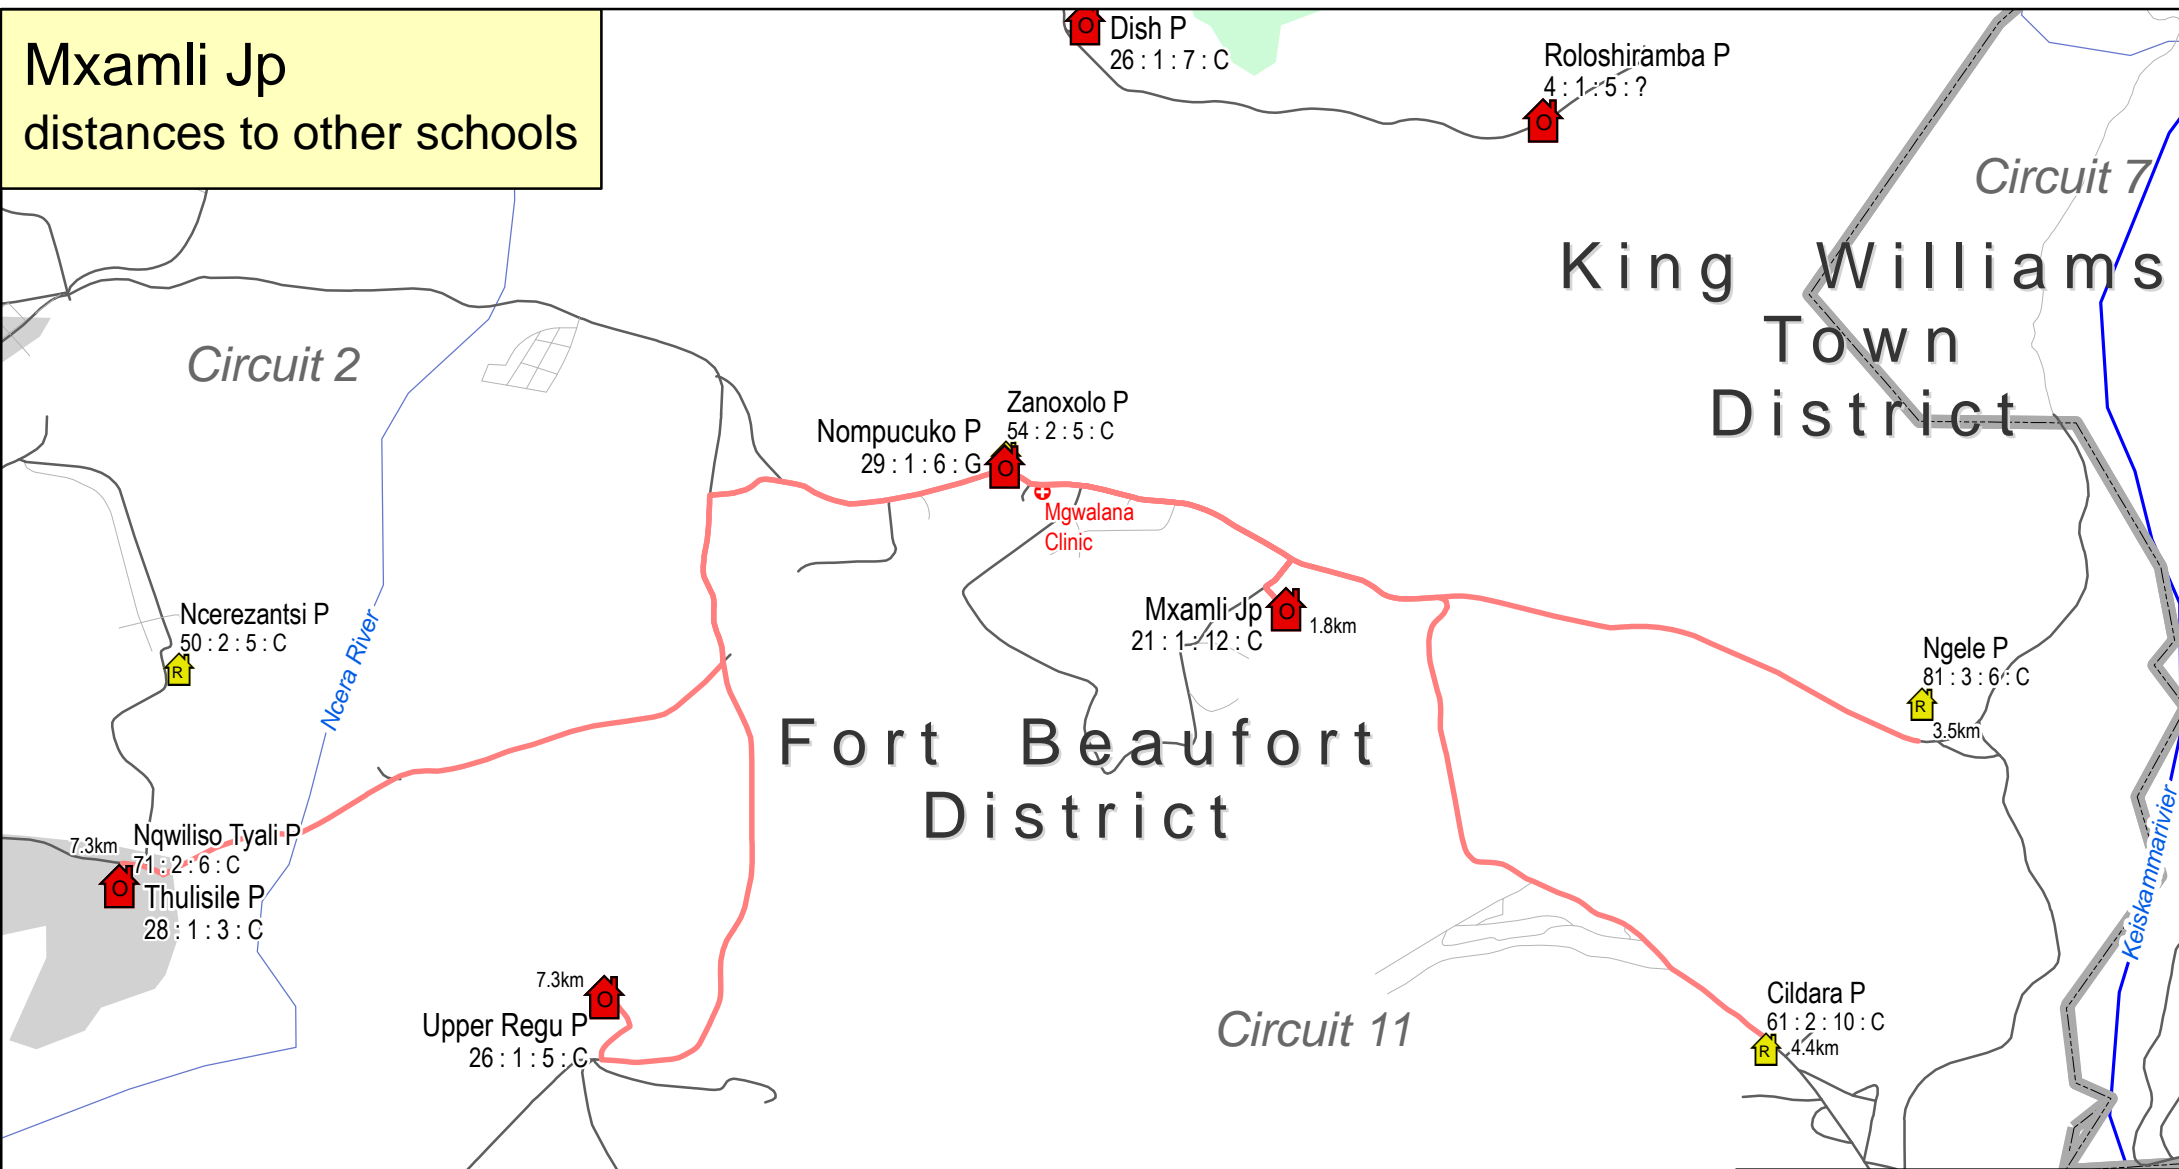 Mxamli Jp
distances to other schools
Dish P
26 : 1 : 7 : C
Roloshiramba P
4 : 1 : 5 : ?
O
O
Circuit 7
King Williams
Town
District
Circuit 2
Zanoxolo P
54 : 2 : 5 : C
Nompucuko P
29 : 1 : 6 : G
O
Mgwalana
Clinic
Mxamli Jp
21 : 1 : 12 : C
O
1.8km
Ncerezantsi P
50 : 2 : 5 : C
R
Ncera River
Ngele P
81 : 3 : 6 : C
R
3.5km
Fort Beaufort
District
Nqwiliso Tyali P
7.3km
71 : 2 : 6 : C
O
Thulisile P
28 : 1 : 3 : C
Keiskammarivier
7.3km
O
Upper Regu P
26 : 1 : 5 : C
Circuit 11
Cildara P
61 : 2 : 10 : C
R
4.4km